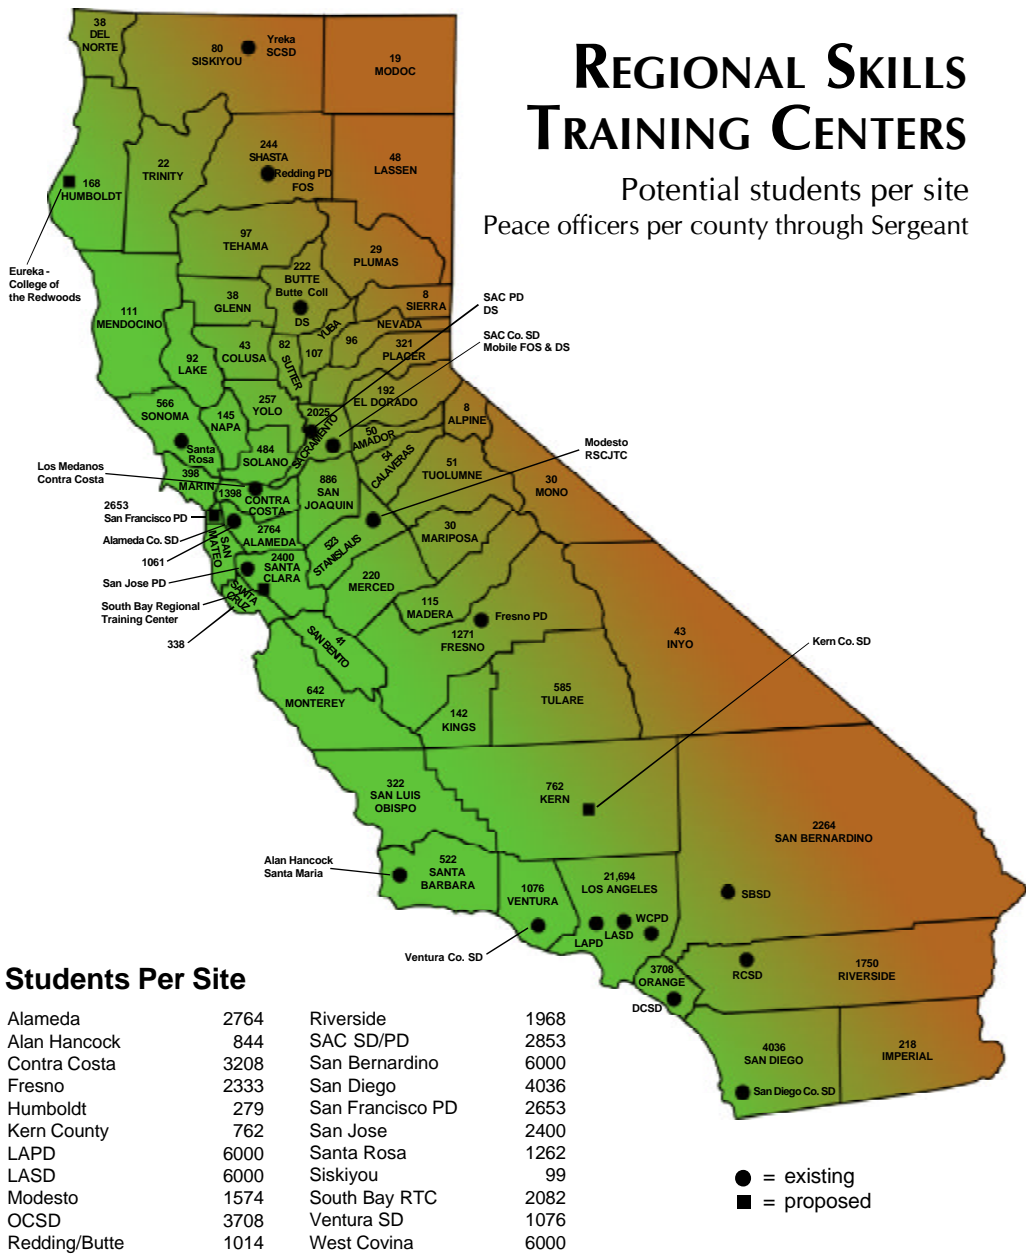 REGIONAL SKILLS
TRAINING CENTERS
Potential students per site
Peace officers per county through Sergeant
38
DEL
NORTE
80
SISKIYOU
Yreka
SCSD
19
MODOC
244
SHASTA
Redding PD
FOS
48
LASSEN
22
TRINITY
168
HUMBOLDT
Eureka -
College of
the Redwoods
97
TEHAMA
29
PLUMAS
222
BUTTE
Butte Coll
DS
38
GLENN
8
SIERRA
111
MENDOCINO
NEVADA
96
YUBA
107
82
SUTTER
43
COLUSA
92
LAKE
321
PLACER
SAC PD
DS
SAC Co. SD
Mobile FOS & DS
192
EL DORADO
8
ALPINE
566
SONOMA
Santa
Rosa
145
NAPA
257
YOLO
2025
SACRAMENTO
50
AMADOR
54
CALAVERAS
484
SOLANO
Los Medanos
Contra Costa
398
MARIN
1398
CONTRA
COSTA
886
SAN
JOAQUIN
51
TUOLUMNE
Modesto
RSCJTC
30
MONO
2653
San Francisco PD
Alameda Co. SD
1061
SAN
MATEO
2764
ALAMEDA
523
STANISLAUS
30
MARIPOSA
San Jose PD
2400
SANTA
CLARA
South Bay Regional
Training Center
338
SANTA
CRUZ
220
MERCED
115
MADERA
Fresno PD
1271
FRESNO
43
INYO
Kern Co. SD
41
SAN BENITO
642
MONTEREY
142
KINGS
585
TULARE
322
SAN LUIS
OBISPO
762
KERN
2264
SAN BERNARDINO
SBSD
Alan Hancock
Santa Maria
522
SANTA
BARBARA
1076
VENTURA
Ventura Co. SD
21,694
LOS ANGELES
LAPD
LASD
WCPD
3708
ORANGE
DCSD
RCSD
1750
RIVERSIDE
4036
SAN DIEGO
San Diego Co. SD
218
IMPERIAL
Students Per Site
Alameda 2764
Alan Hancock 844
Contra Costa 3208
Fresno 2333
Humboldt 279
Kern County 762
LAPD 6000
LASD 6000
Modesto 1574
OCSD 3708
Redding/Butte 1014
Riverside 1968
SAC SD/PD 2853
San Bernardino 6000
San Diego 4036
San Francisco PD 2653
San Jose 2400
Santa Rosa 1262
Siskiyou 99
South Bay RTC 2082
Ventura SD 1076
West Covina 6000
= existing
= proposed